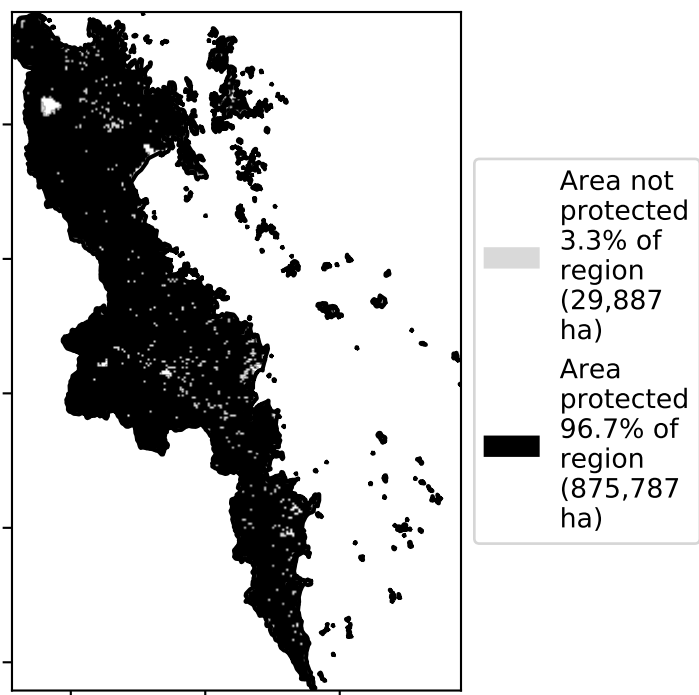 Area not
protected
3.3% of
region
(29,887
ha)
Area
protected
96.7% of
region
(875,787
ha)